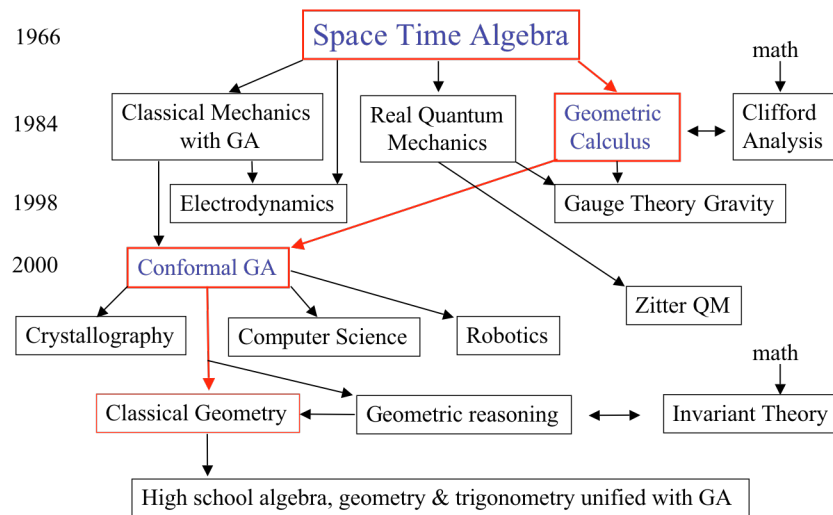 1966
Space Time Algebra
math
1984
Classical Mechanics
with GA
Real Quantum
Mechanics
Geometric
Calculus
Clifford
Analysis
1998
Electrodynamics
Gauge Theory Gravity
2000
Conformal GA
Zitter QM
Crystallography
Computer Science
Robotics
math
Classical Geometry
Geometric reasoning
Invariant Theory
High school algebra, geometry & trigonometry unified with GA